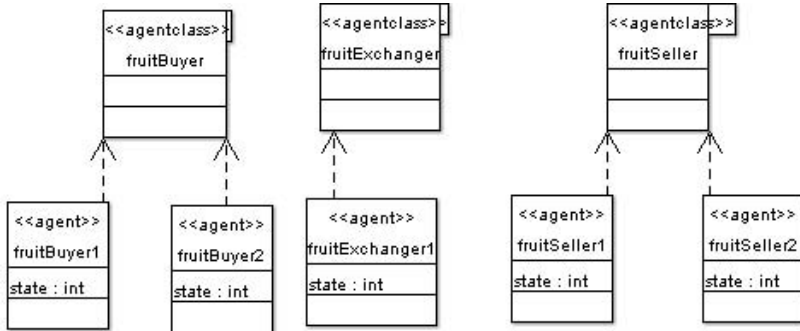 <<agentclass>>
fruitBuyer
<<agentclass>>
fruitExchanger
<<agentclass>>
fruitSeller
<<agent>>
fruitBuyer1
state : int
<<agent>>
fruitBuyer2
state : int
<<agent>>
fruitExchanger1
state : int
<<agent>>
fruitSeller1
state : int
<<agent>>
fruitSeller2
state : int